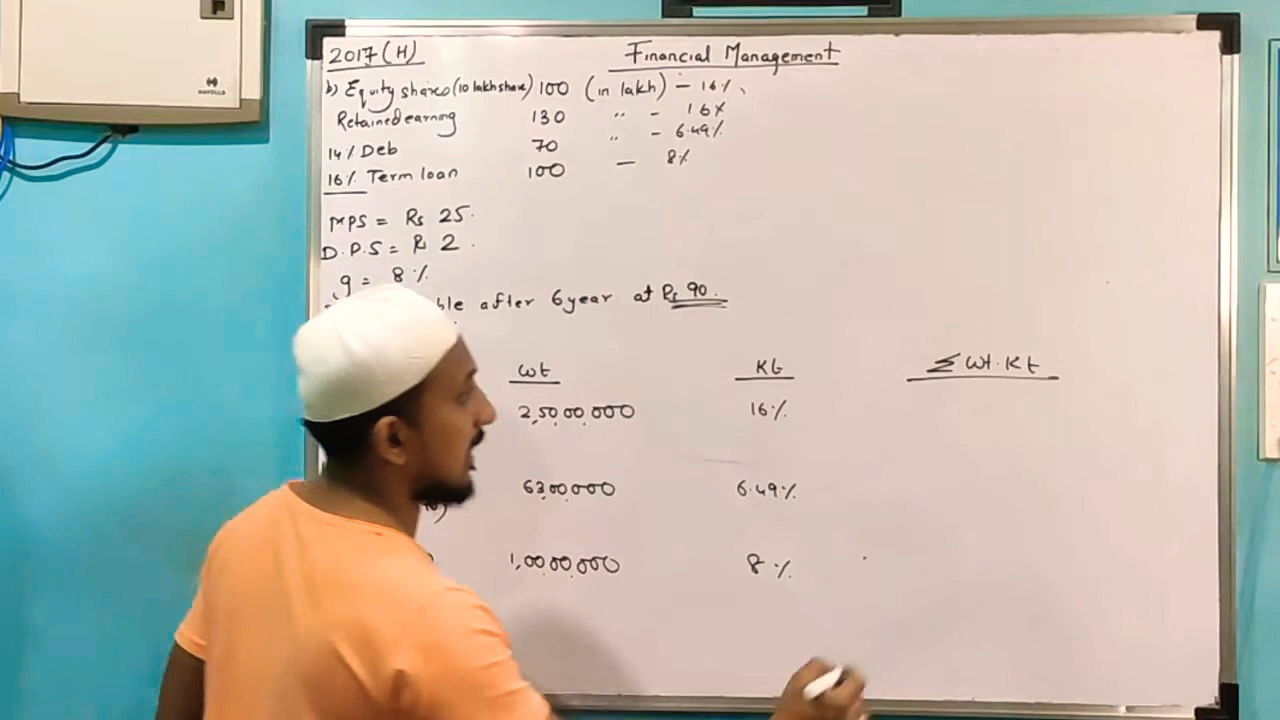 HAVELLS
2017 (H) Financial Management
b) Equity shares (10 lakh share) 100 (in lakh) - 16%
Retained earning 130 " - 16%
14% Deb 70 " - 6.49%
16% Term loan 100 - 8%
MPS = Rs 25.
D.P.S = Rs 2.
g = 8%
ble after 6 year at Rs 90.
Wt Kt Σ Wt.Kt
2,50,00,000 16%
63,00,000 6.49%
1,00,00,000 8%